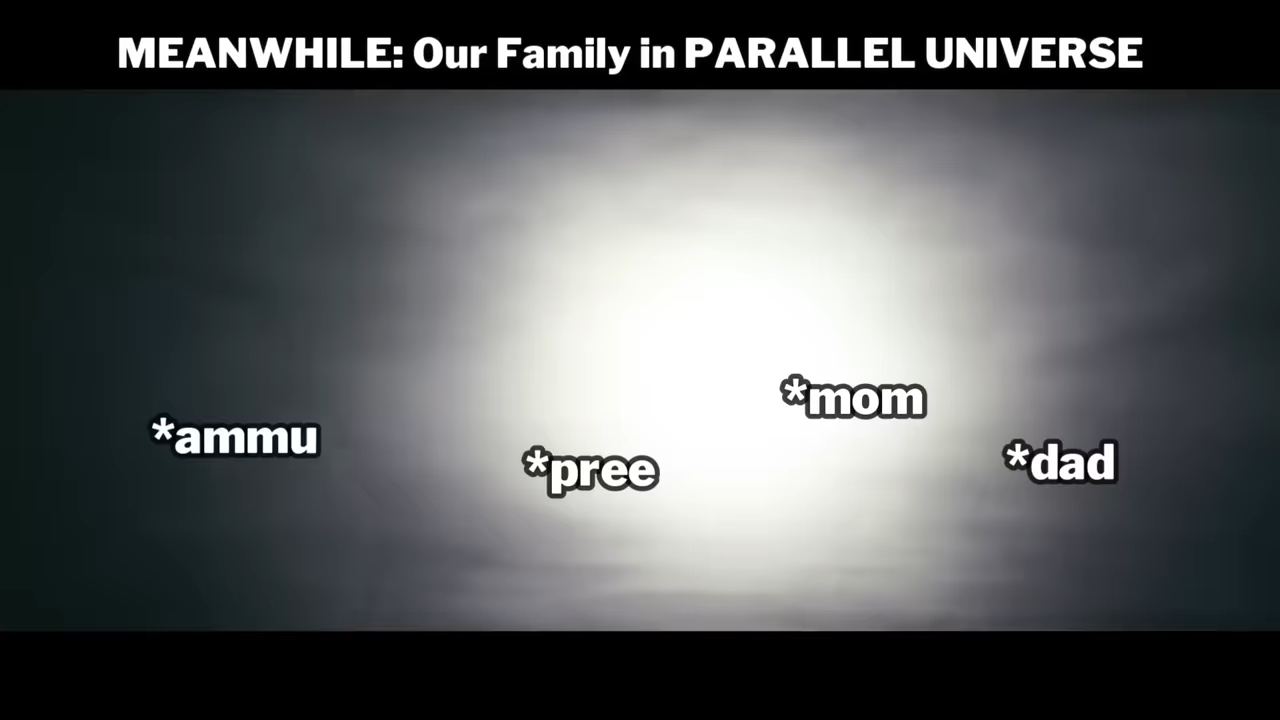 MEANWHILE: Our Family in PARALLEL UNIVERSE
*mom
*ammu
*dad
*pree